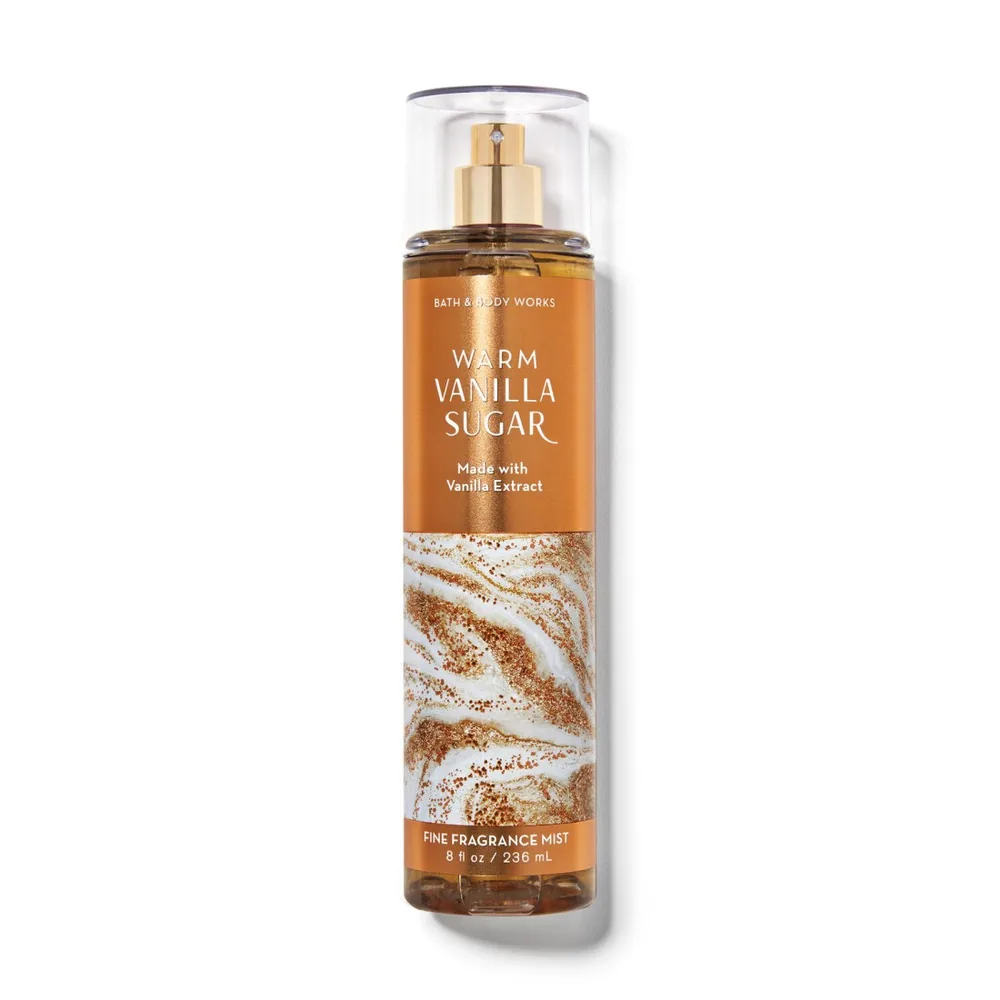 BATH & BODY WORKS
WARM
VANILLA
SUGAR
Made with
Vanilla Extract
FINE FRAGRANCE MIST
8 fl oz / 236 mL